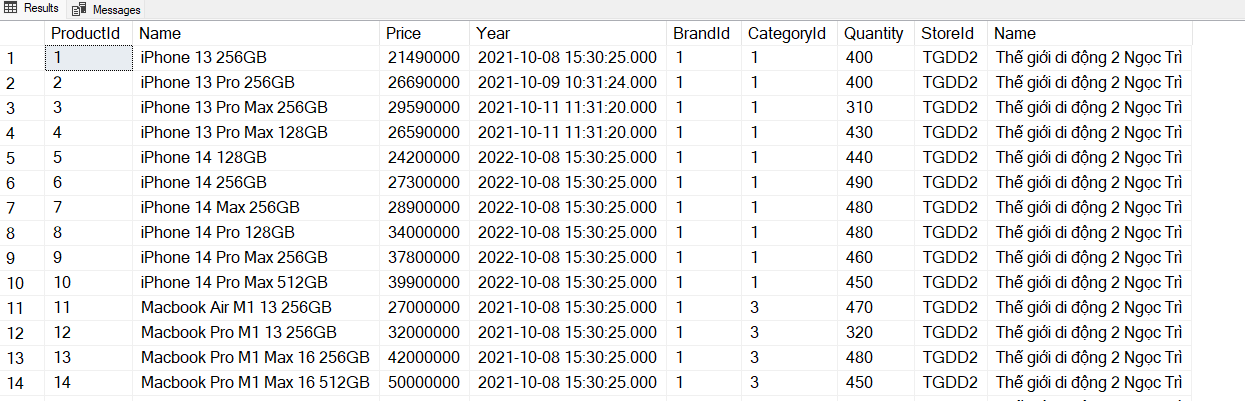 Results Messages
ProductId Name Price Year BrandId CategoryId Quantity StoreId Name
1 1 iPhone 13 256GB 21490000 2021-10-08 15:30:25.000 1 1 400 TGDD2 Thế giới di động 2 Ngọc Trì
2 2 iPhone 13 Pro 256GB 26690000 2021-10-09 10:31:24.000 1 1 400 TGDD2 Thế giới di động 2 Ngọc Trì
3 3 iPhone 13 Pro Max 256GB 29590000 2021-10-11 11:31:20.000 1 1 310 TGDD2 Thế giới di động 2 Ngọc Trì
4 4 iPhone 13 Pro Max 128GB 26590000 2021-10-11 11:31:20.000 1 1 430 TGDD2 Thế giới di động 2 Ngọc Trì
5 5 iPhone 14 128GB 24200000 2022-10-08 15:30:25.000 1 1 440 TGDD2 Thế giới di động 2 Ngọc Trì
6 6 iPhone 14 256GB 27300000 2022-10-08 15:30:25.000 1 1 490 TGDD2 Thế giới di động 2 Ngọc Trì
7 7 iPhone 14 Max 256GB 28900000 2022-10-08 15:30:25.000 1 1 480 TGDD2 Thế giới di động 2 Ngọc Trì
8 8 iPhone 14 Pro 128GB 34000000 2022-10-08 15:30:25.000 1 1 480 TGDD2 Thế giới di động 2 Ngọc Trì
9 9 iPhone 14 Pro Max 256GB 37800000 2022-10-08 15:30:25.000 1 1 460 TGDD2 Thế giới di động 2 Ngọc Trì
10 10 iPhone 14 Pro Max 512GB 39900000 2022-10-08 15:30:25.000 1 1 450 TGDD2 Thế giới di động 2 Ngọc Trì
11 11 Macbook Air M1 13 256GB 27000000 2021-10-08 15:30:25.000 1 3 470 TGDD2 Thế giới di động 2 Ngọc Trì
12 12 Macbook Pro M1 13 256GB 32000000 2021-10-08 15:30:25.000 1 3 320 TGDD2 Thế giới di động 2 Ngọc Trì
13 13 Macbook Pro M1 Max 16 256GB 42000000 2021-10-08 15:30:25.000 1 3 480 TGDD2 Thế giới di động 2 Ngọc Trì
14 14 Macbook Pro M1 Max 16 512GB 50000000 2021-10-08 15:30:25.000 1 3 450 TGDD2 Thế giới di động 2 Ngọc Trì